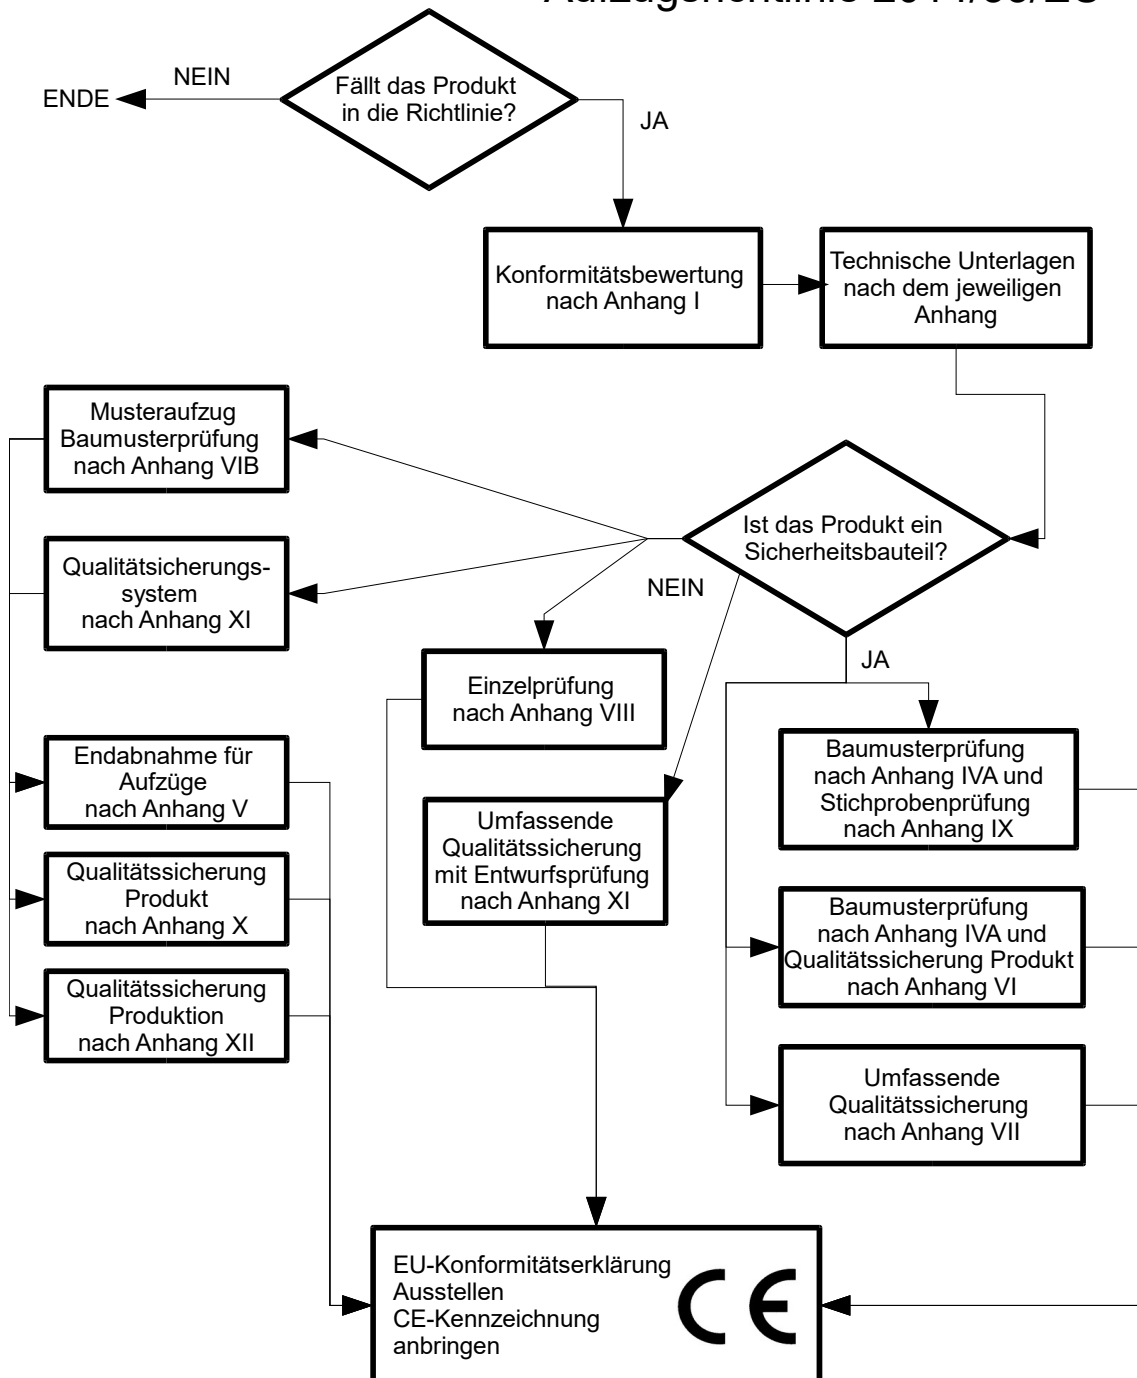 Aufzugsrichtlinie 2014/33/EU
Fällt das Produkt
in die Richtlinie?
NEIN
ENDE
JA
Konformitätsbewertung
nach Anhang I
Technische Unterlagen
nach dem jeweiligen
Anhang
Musteraufzug
Baumusterprüfung
nach Anhang VIB
Ist das Produkt ein
Sicherheitsbauteil?
Qualitätsicherungs-
system
nach Anhang XI
NEIN
JA
Einzelprüfung
nach Anhang VIII
Endabnahme für
Aufzüge
nach Anhang V
Baumusterprüfung
nach Anhang IVA und
Stichprobenprüfung
nach Anhang IX
Umfassende
Qualitätssicherung
mit Entwurfsprüfung
nach Anhang XI
Qualitätssicherung
Produkt
nach Anhang X
Baumusterprüfung
nach Anhang IVA und
Qualitätssicherung Produkt
nach Anhang VI
Qualitätssicherung
Produktion
nach Anhang XII
Umfassende
Qualitätssicherung
nach Anhang VII
EU-Konformitätserklärung
Ausstellen
CE-Kennzeichnung
anbringen
CE